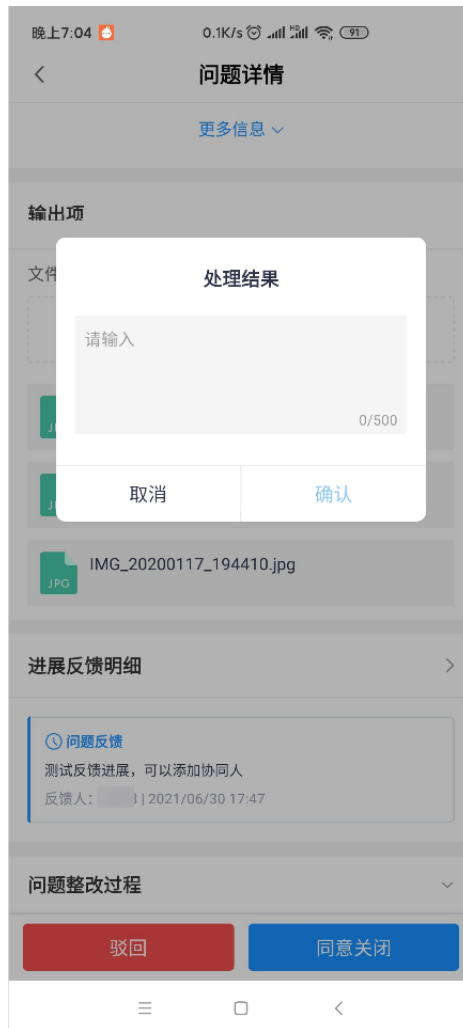 晚上7:04 0.1K/s HD 91
问题详情
更多信息
输出项
文件
处理结果
请输入
0/500
取消 确认
IMG_20200117_194410.jpg
JPG
进展反馈明细
问题反馈
测试反馈进展，可以添加协同人
反馈人： | 2021/06/30 17:47
问题整改过程
驳回 同意关闭